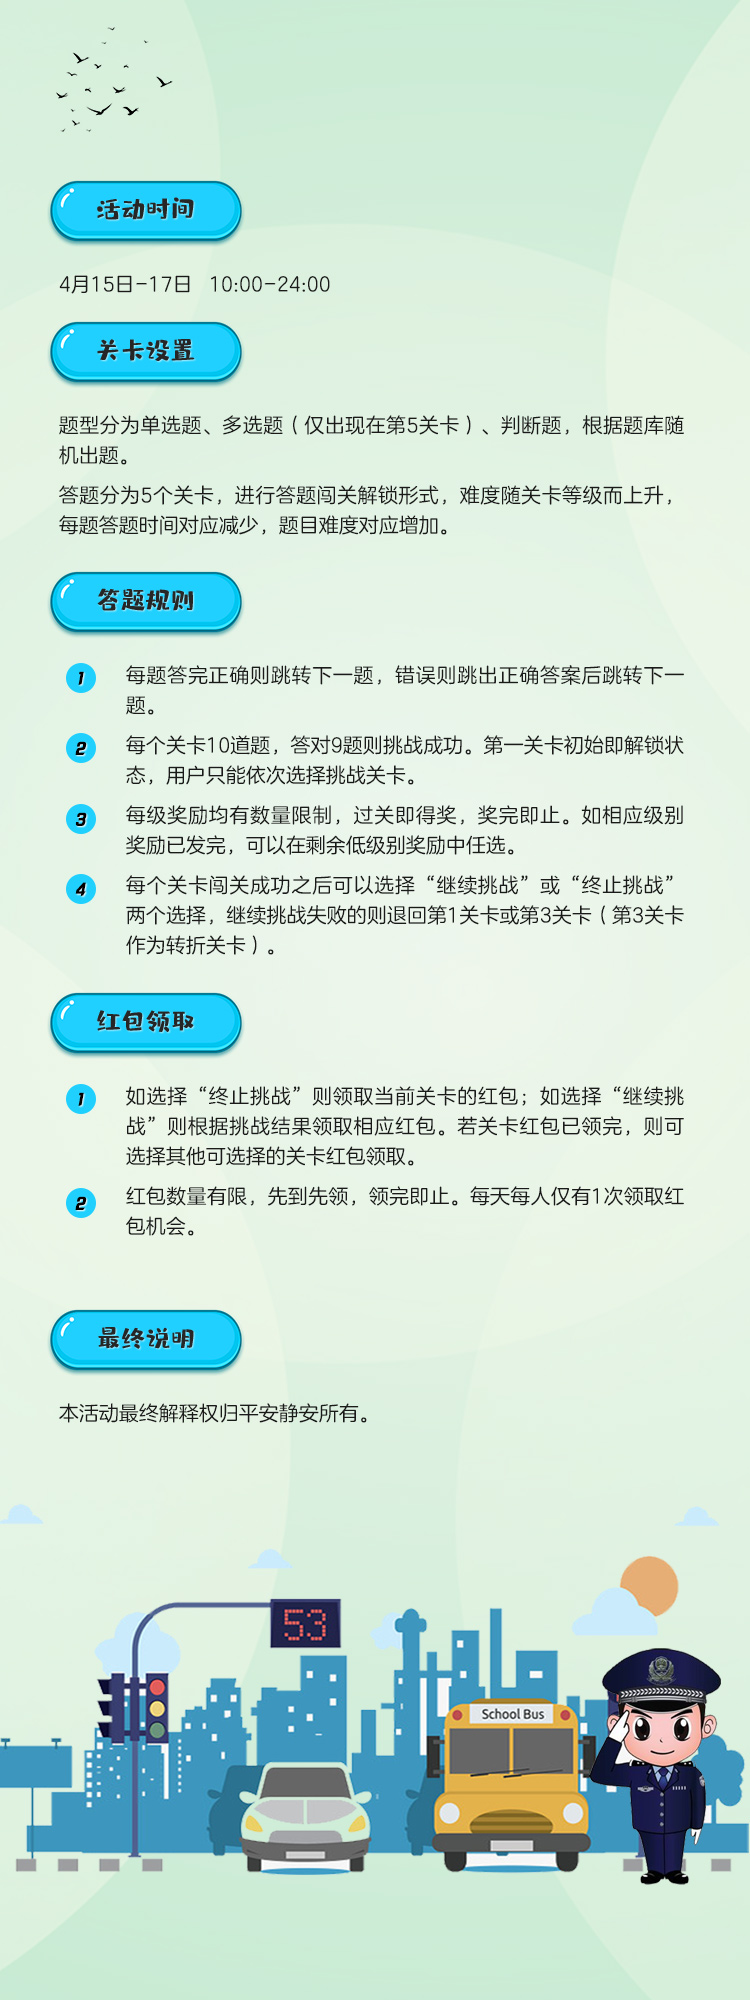 活动时间
4月15日-17日 10:00-24:00
关卡设置
题型分为单选题、多选题（仅出现在第5关卡）、判断题，根据题库随
机出题。
答题分为5个关卡，进行答题闯关解锁形式，难度随关卡等级而上升，
每题答题时间对应减少，题目难度对应增加。
答题规则
1 每题答完正确则跳转下一题，错误则跳出正确答案后跳转下一
题。
2 每个关卡10道题，答对9题则挑战成功。第一关卡初始即解锁状
态，用户只能依次选择挑战关卡。
3 每级奖励均有数量限制，过关即得奖，奖完即止。如相应级别
奖励已发完，可以在剩余低级别奖励中任选。
4 每个关卡闯关成功之后可以选择“继续挑战”或“终止挑战”
两个选择，继续挑战失败的则退回第1关卡或第3关卡（第3关卡
作为转折关卡）。
红包领取
1 如选择“终止挑战”则领取当前关卡的红包；如选择“继续挑
战”则根据挑战结果领取相应红包。若关卡红包已领完，则可
选择其他可选择的关卡红包领取。
2 红包数量有限，先到先领，领完即止。每天每人仅有1次领取红
包机会。
最终说明
本活动最终解释权归平安静安所有。
53
School Bus